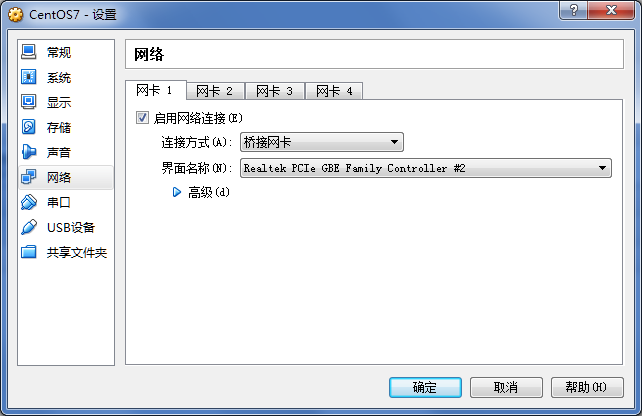 CentOS7 - 设置
常规
系统
显示
存储
声音
网络
串口
USB设备
共享文件夹
网络
网卡 1 网卡 2 网卡 3 网卡 4
启用网络连接(E)
连接方式(A): 桥接网卡
界面名称(N): Realtek PCIe GBE Family Controller #2
高级(d)
确定 取消 帮助(H)